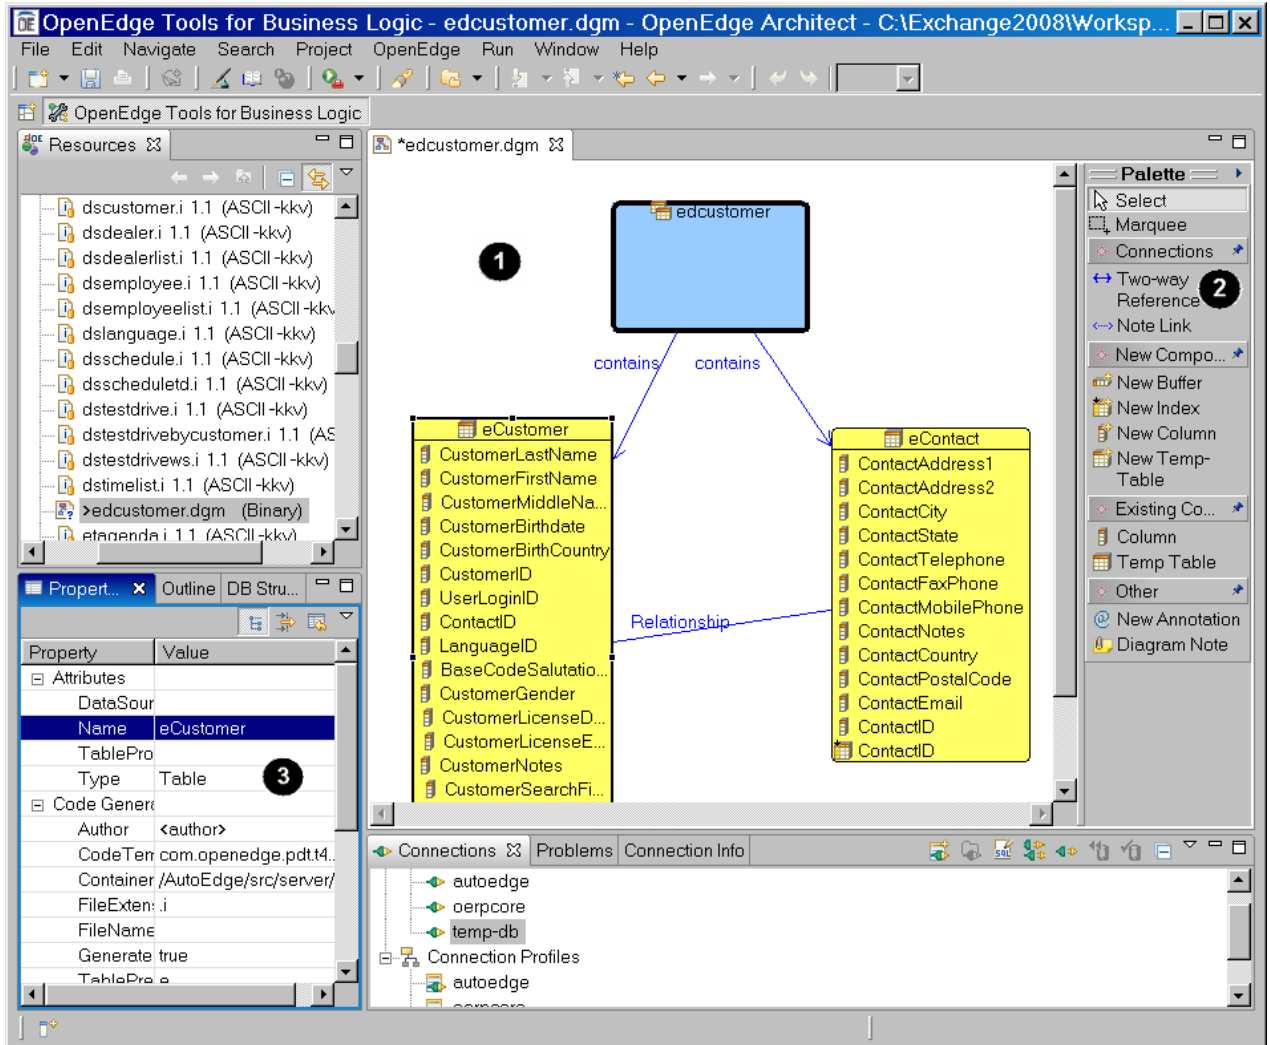 OpenEdge Tools for Business Logic - edcustomer.dgm - OpenEdge Architect - C:\Exchange2008\Worksp...
File Edit Navigate Search Project OpenEdge Run Window Help
OpenEdge Tools for Business Logic
Resources
dscustomer.i 1.1 (ASCII -kkv)
dsdealer.i 1.1 (ASCII -kkv)
dsdealerlist.i 1.1 (ASCII -kkv)
dsemployee.i 1.1 (ASCII -kkv)
dsemployeelist.i 1.1 (ASCII -kkv
dslanguage.i 1.1 (ASCII -kkv)
dsschedule.i 1.1 (ASCII -kkv)
dsscheduletd.i 1.1 (ASCII -kkv)
dstestdrive.i 1.1 (ASCII -kkv)
dstestdrivebycustomer.i 1.1 (AS
dstestdrivews.i 1.1 (ASCII -kkv)
dstimelist.i 1.1 (ASCII -kkv)
>edcustomer.dgm (Binary)
etagenda.i 1.1 (ASCII -kkv)
*edcustomer.dgm
1
edcustomer
contains
contains
eCustomer
CustomerLastName
CustomerFirstName
CustomerMiddleNa...
CustomerBirthdate
CustomerBirthCountry
CustomerID
UserLoginID
ContactID
LanguageID
BaseCodeSalutatio...
CustomerGender
CustomerLicenseD...
CustomerLicenseE...
CustomerNotes
CustomerSearchFi...
Relationship
eContact
ContactAddress1
ContactAddress2
ContactCity
ContactState
ContactTelephone
ContactFaxPhone
ContactMobilePhone
ContactNotes
ContactCountry
ContactPostalCode
ContactEmail
ContactID
ContactID
Palette
Select
Marquee
Connections
Two-way
Reference
2
Note Link
New Compo...
New Buffer
New Index
New Column
New Temp-
Table
Existing Co...
Column
Temp Table
Other
New Annotation
Diagram Note
Propert... Outline DB Stru...
Property Value
Attributes
DataSour
Name eCustomer
TablePro
Type Table
3
Code Genera
Author <author>
CodeTem com.openedge.pdt.t4..
Container /AutoEdge/src/server/
FileExten: .i
FileName
Generate true
TablePre e
Connections Problems Connection Info
autoedge
oerpcore
temp-db
Connection Profiles
autoedge
oerpcore